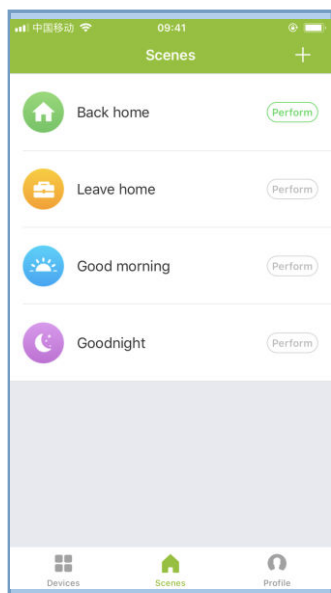 中国移动 09:41
Scenes +
Back home Perform
Leave home Perform
Good morning Perform
Goodnight Perform
Devices Scenes Profile